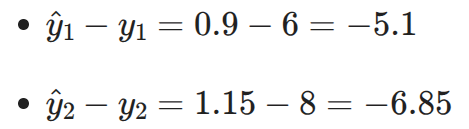 • ŷ₁ − y₁ = 0.9 − 6 = −5.1
• ŷ₂ − y₂ = 1.15 − 8 = −6.85